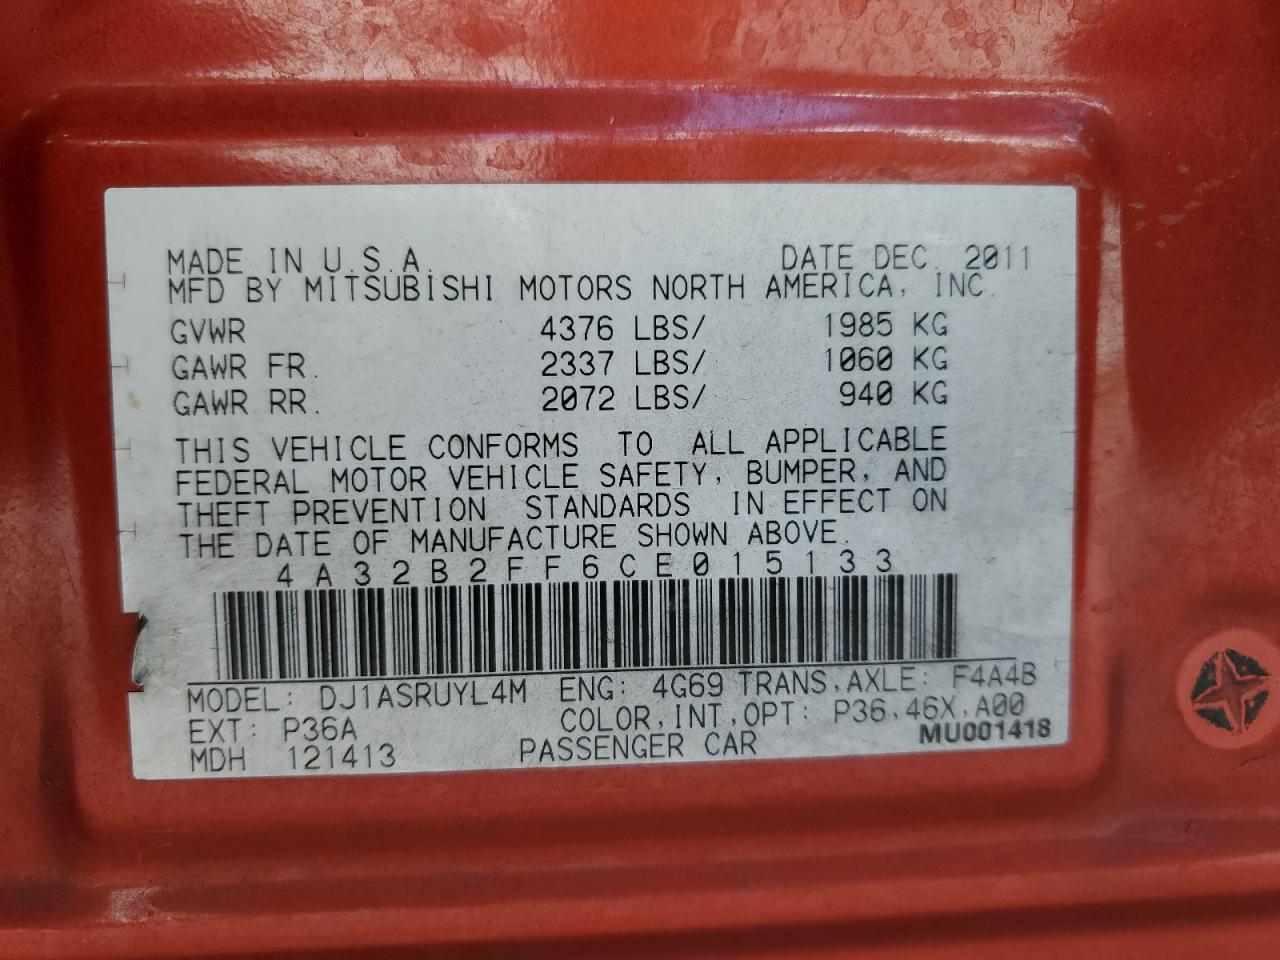 MADE IN U.S.A. DATE DEC. 2011
MFD BY MITSUBISHI MOTORS NORTH AMERICA, INC.
GVWR 4376 LBS/ 1985 KG
GAWR FR. 2337 LBS/ 1060 KG
GAWR RR. 2072 LBS/ 940 KG
THIS VEHICLE CONFORMS TO ALL APPLICABLE
FEDERAL MOTOR VEHICLE SAFETY, BUMPER, AND
THEFT PREVENTION STANDARDS IN EFFECT ON
THE DATE OF MANUFACTURE SHOWN ABOVE.
4A32B2FF6CE015133
MODEL: DJ1ASRUYL4M ENG: 4G69 TRANS,AXLE: F4A4B
EXT: P36A COLOR,INT,OPT: P36,46X,A00
MDH 121413 PASSENGER CAR MU001418